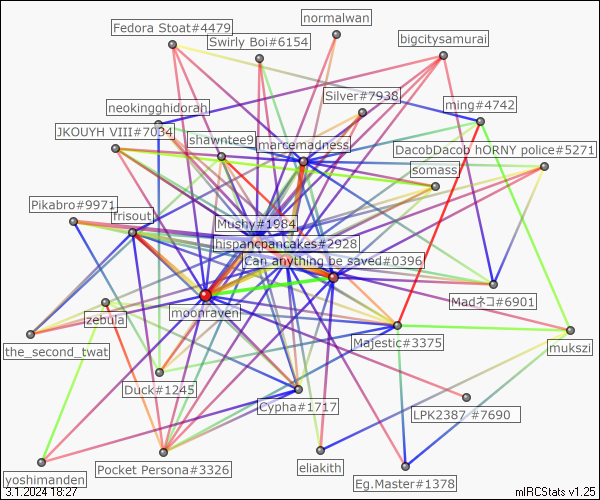 normalwan
Fedora Stoat#4479
Swirly Boi#6154
bigcitysamurai
Silver#7938
ming#4742
neokingghidorah
JKOUYH VIII#7034
shawntee9
marcemadness
DacobDacob hORNY police#5271
somass
Pikabro#9971
frisout
Mushy#1984
hispancpancakes#2928
Can anything be saved#0396
Madネコ#6901
moonraven
zebula
Majestic#3375
the_second_twat
mukszi
Duck#1245
Cypha#1717
LPK2387 #7690
yoshimanden
Pocket Persona#3326
eliakith
Eg.Master#1378
3.1.2024 18:27
mIRCStats v1.25